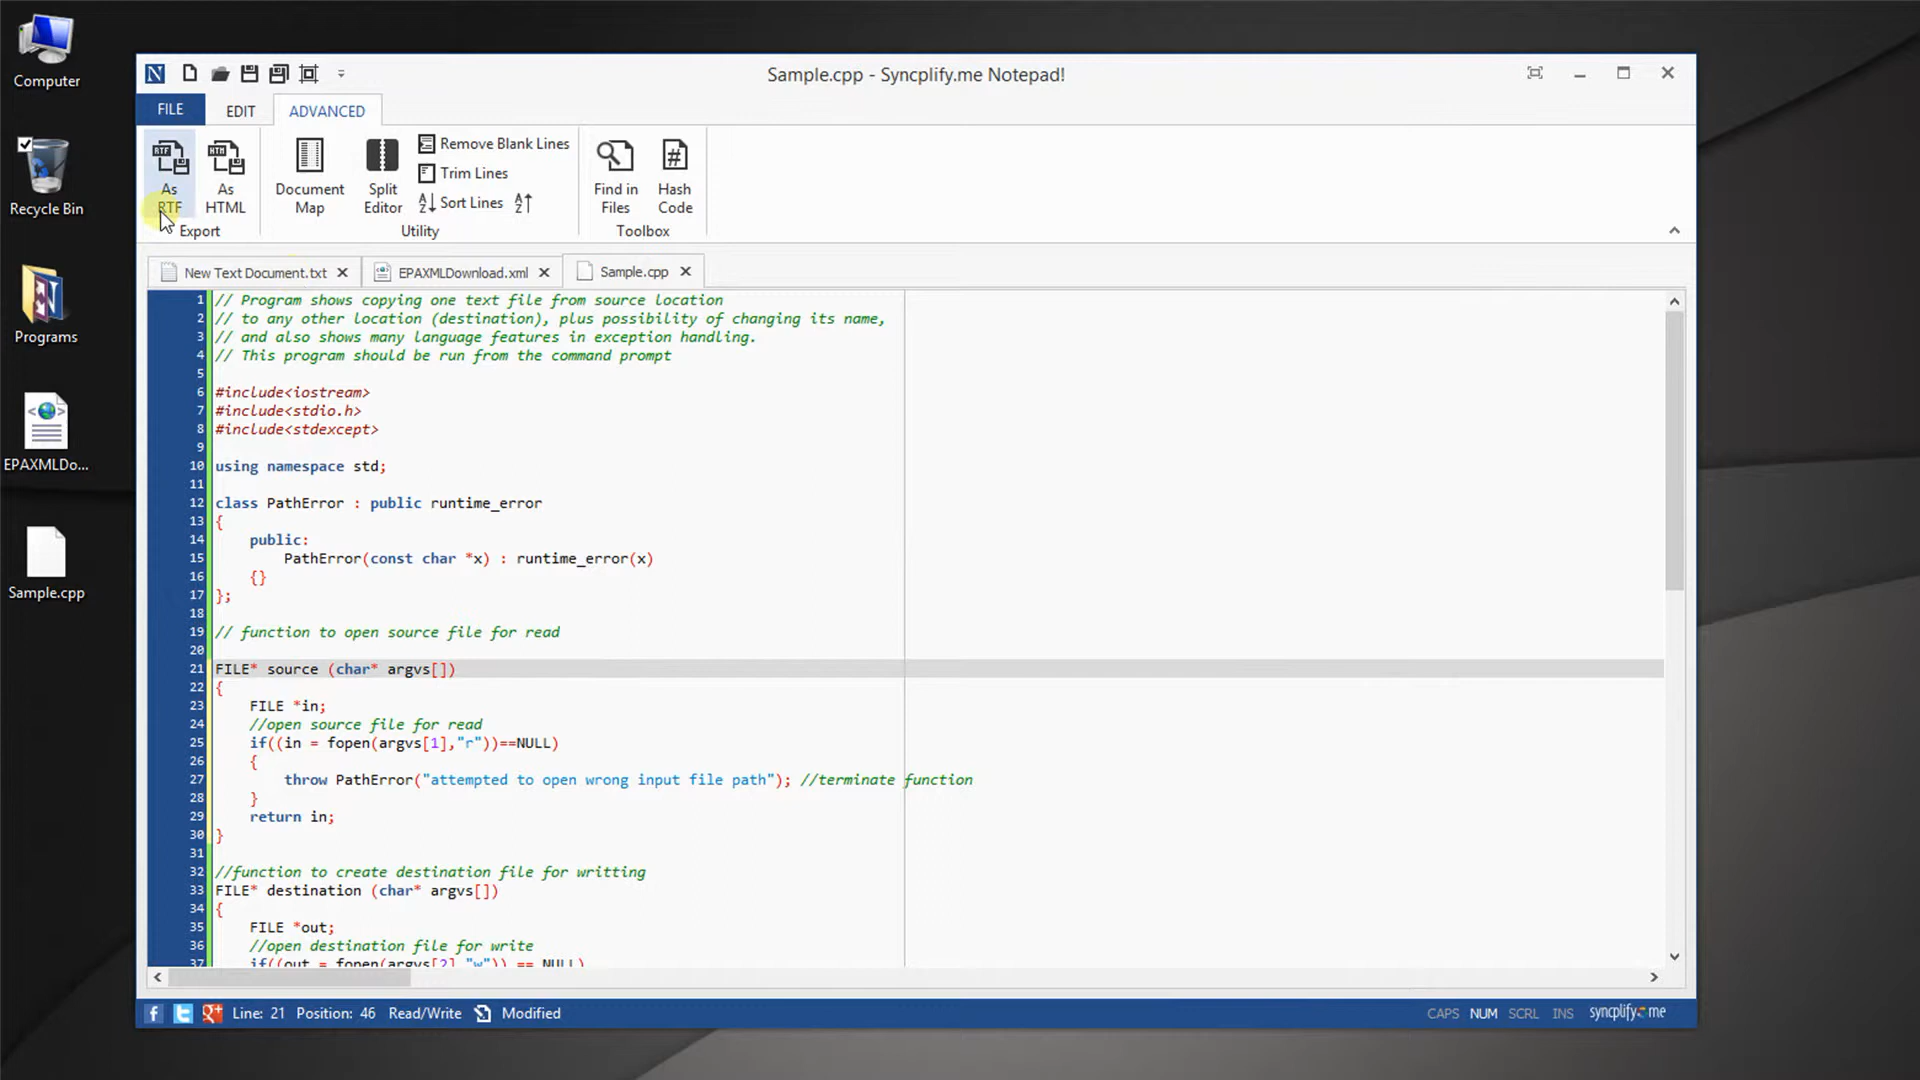 Computer
Recycle Bin
Programs
EPAXMLDo...
Sample.cpp
N
Sample.cpp - Syncplify.me Notepad!
FILE EDIT ADVANCED
RTF
As RTF
HTM
As HTML
Export
Document Map
Split Editor
Remove Blank Lines
Trim Lines
Sort Lines
Utility
Find in Files
Hash Code
Toolbox
New Text Document.txt
EPAXMLDownload.xml
Sample.cpp
1 // Program shows copying one text file from source location
2 // to any other location (destination), plus possibility of changing its name,
3 // and also shows many language features in exception handling.
4 // This program should be run from the command prompt
5
6 #include<iostream>
7 #include<stdio.h>
8 #include<stdexcept>
9
10 using namespace std;
11
12 class PathError : public runtime_error
13 {
14 public:
15 PathError(const char *x) : runtime_error(x)
16 {}
17 };
18
19 // function to open source file for read
20
21 FILE* source (char* argvs[])
22 {
23 FILE *in;
24 //open source file for read
25 if((in = fopen(argvs[1],"r"))==NULL)
26 {
27 throw PathError("attempted to open wrong input file path"); //terminate function
28 }
29 return in;
30 }
31
32 //function to create destination file for writting
33 FILE* destination (char* argvs[])
34 {
35 FILE *out;
36 //open destination file for write
37 if((out = fopen(argvs[2],"w")) == NULL)
Line: 21 Position: 46 Read/Write Modified
CAPS NUM SCRL INS syncplify.me